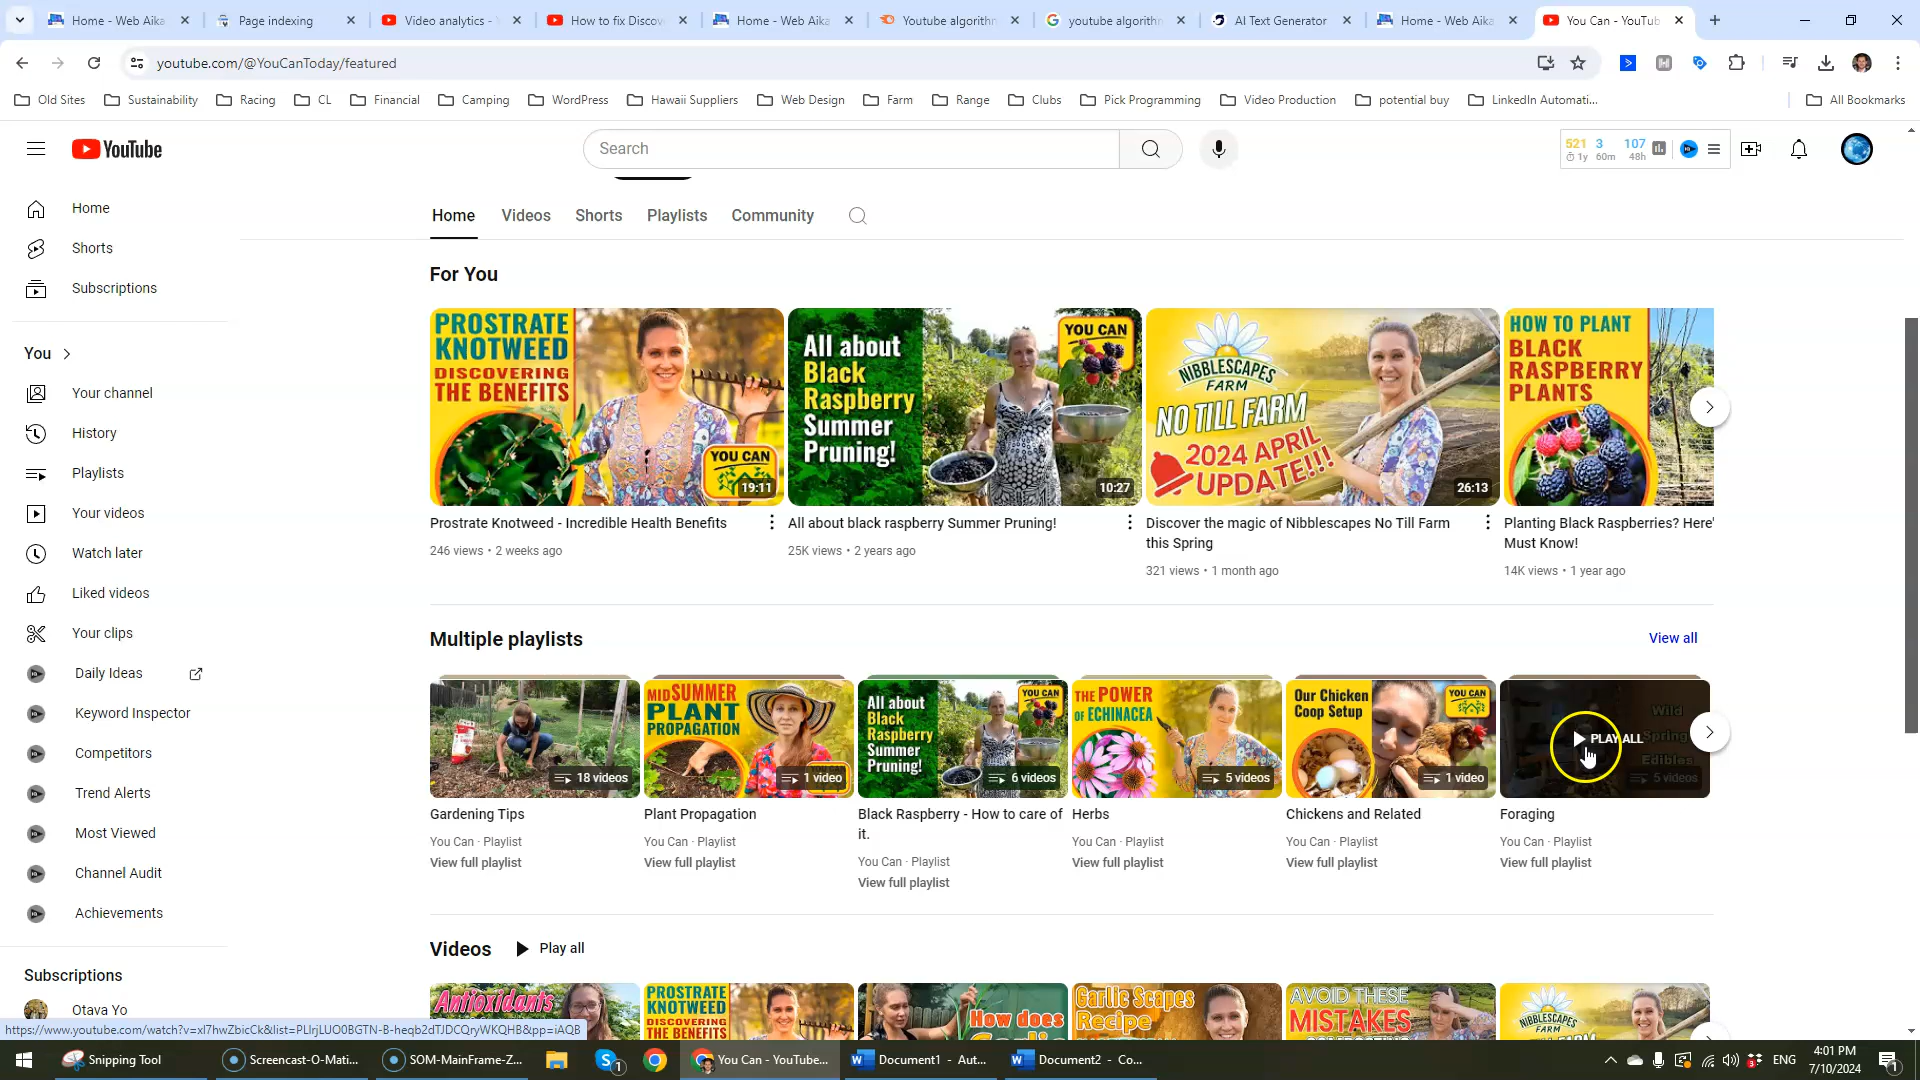 Home - Web Aika
Page indexing
Video analytics -
How to fix Discov
Home - Web Aika
Youtube algorithm
youtube algorithm
AI Text Generator
Home - Web Aika
You Can - YouTub
youtube.com/@YouCanToday/featured
Old Sites
Sustainability
Racing
CL
Financial
Camping
WordPress
Hawaii Suppliers
Web Design
Farm
Range
Clubs
Pick Programming
Video Production
potential buy
LinkedIn Automati...
All Bookmarks
YouTube
Search
521 3 107
1y 60m 48h
Home
Shorts
Subscriptions
You
Your channel
History
Playlists
Your videos
Watch later
Liked videos
Your clips
Daily Ideas
Keyword Inspector
Competitors
Trend Alerts
Most Viewed
Channel Audit
Achievements
Subscriptions
Otava Yo
Home Videos Shorts Playlists Community
For You
PROSTRATE
KNOTWEED
DISCOVERING
THE BENEFITS
YOU CAN
19:11
Prostrate Knotweed - Incredible Health Benefits
246 views • 2 weeks ago
All about
Black
Raspberry
Summer
Pruning!
YOU CAN
10:27
All about black raspberry Summer Pruning!
25K views • 2 years ago
NIBBLESCAPES
FARM
NO TILL FARM
2024 APRIL
UPDATE!!!
26:13
Discover the magic of Nibblescapes No Till Farm
this Spring
321 views • 1 month ago
HOW TO PLANT
BLACK
RASPBERRY
PLANTS
Planting Black Raspberries? Here'
Must Know!
14K views • 1 year ago
Multiple playlists
View all
18 videos
Gardening Tips
You Can · Playlist
View full playlist
MIDSUMMER
PLANT
PROPAGATION
1 video
Plant Propagation
You Can · Playlist
View full playlist
All about
Black
Raspberry
Summer
Pruning!
YOU CAN
6 videos
Black Raspberry - How to care of
it.
You Can · Playlist
View full playlist
THE POWER
OF ECHINACEA
5 videos
Herbs
You Can · Playlist
View full playlist
Our Chicken
Coop Setup
YOU CAN
1 video
Chickens and Related
You Can · Playlist
View full playlist
Wild
Spring
Edibles
PLAY ALL
5 videos
Foraging
You Can · Playlist
View full playlist
Videos
Play all
Antioxidants
PROSTRATE
KNOTWEED
DISCOVERING
How does
Garlic Scapes
Recipe
AVOID THESE
MISTAKES
NIBBLESCAPES
https://www.youtube.com/watch?v=xl7hwZbicCk&list=PLIrjLUO0BGTN-B-heqb2dTJDCQryWKQHB&pp=iAQB
Snipping Tool
Screencast-O-Mati...
SOM-MainFrame-Z...
1
You Can - YouTube...
Document1 - Aut...
Document2 - Co...
ENG
4:01 PM
7/10/2024
1